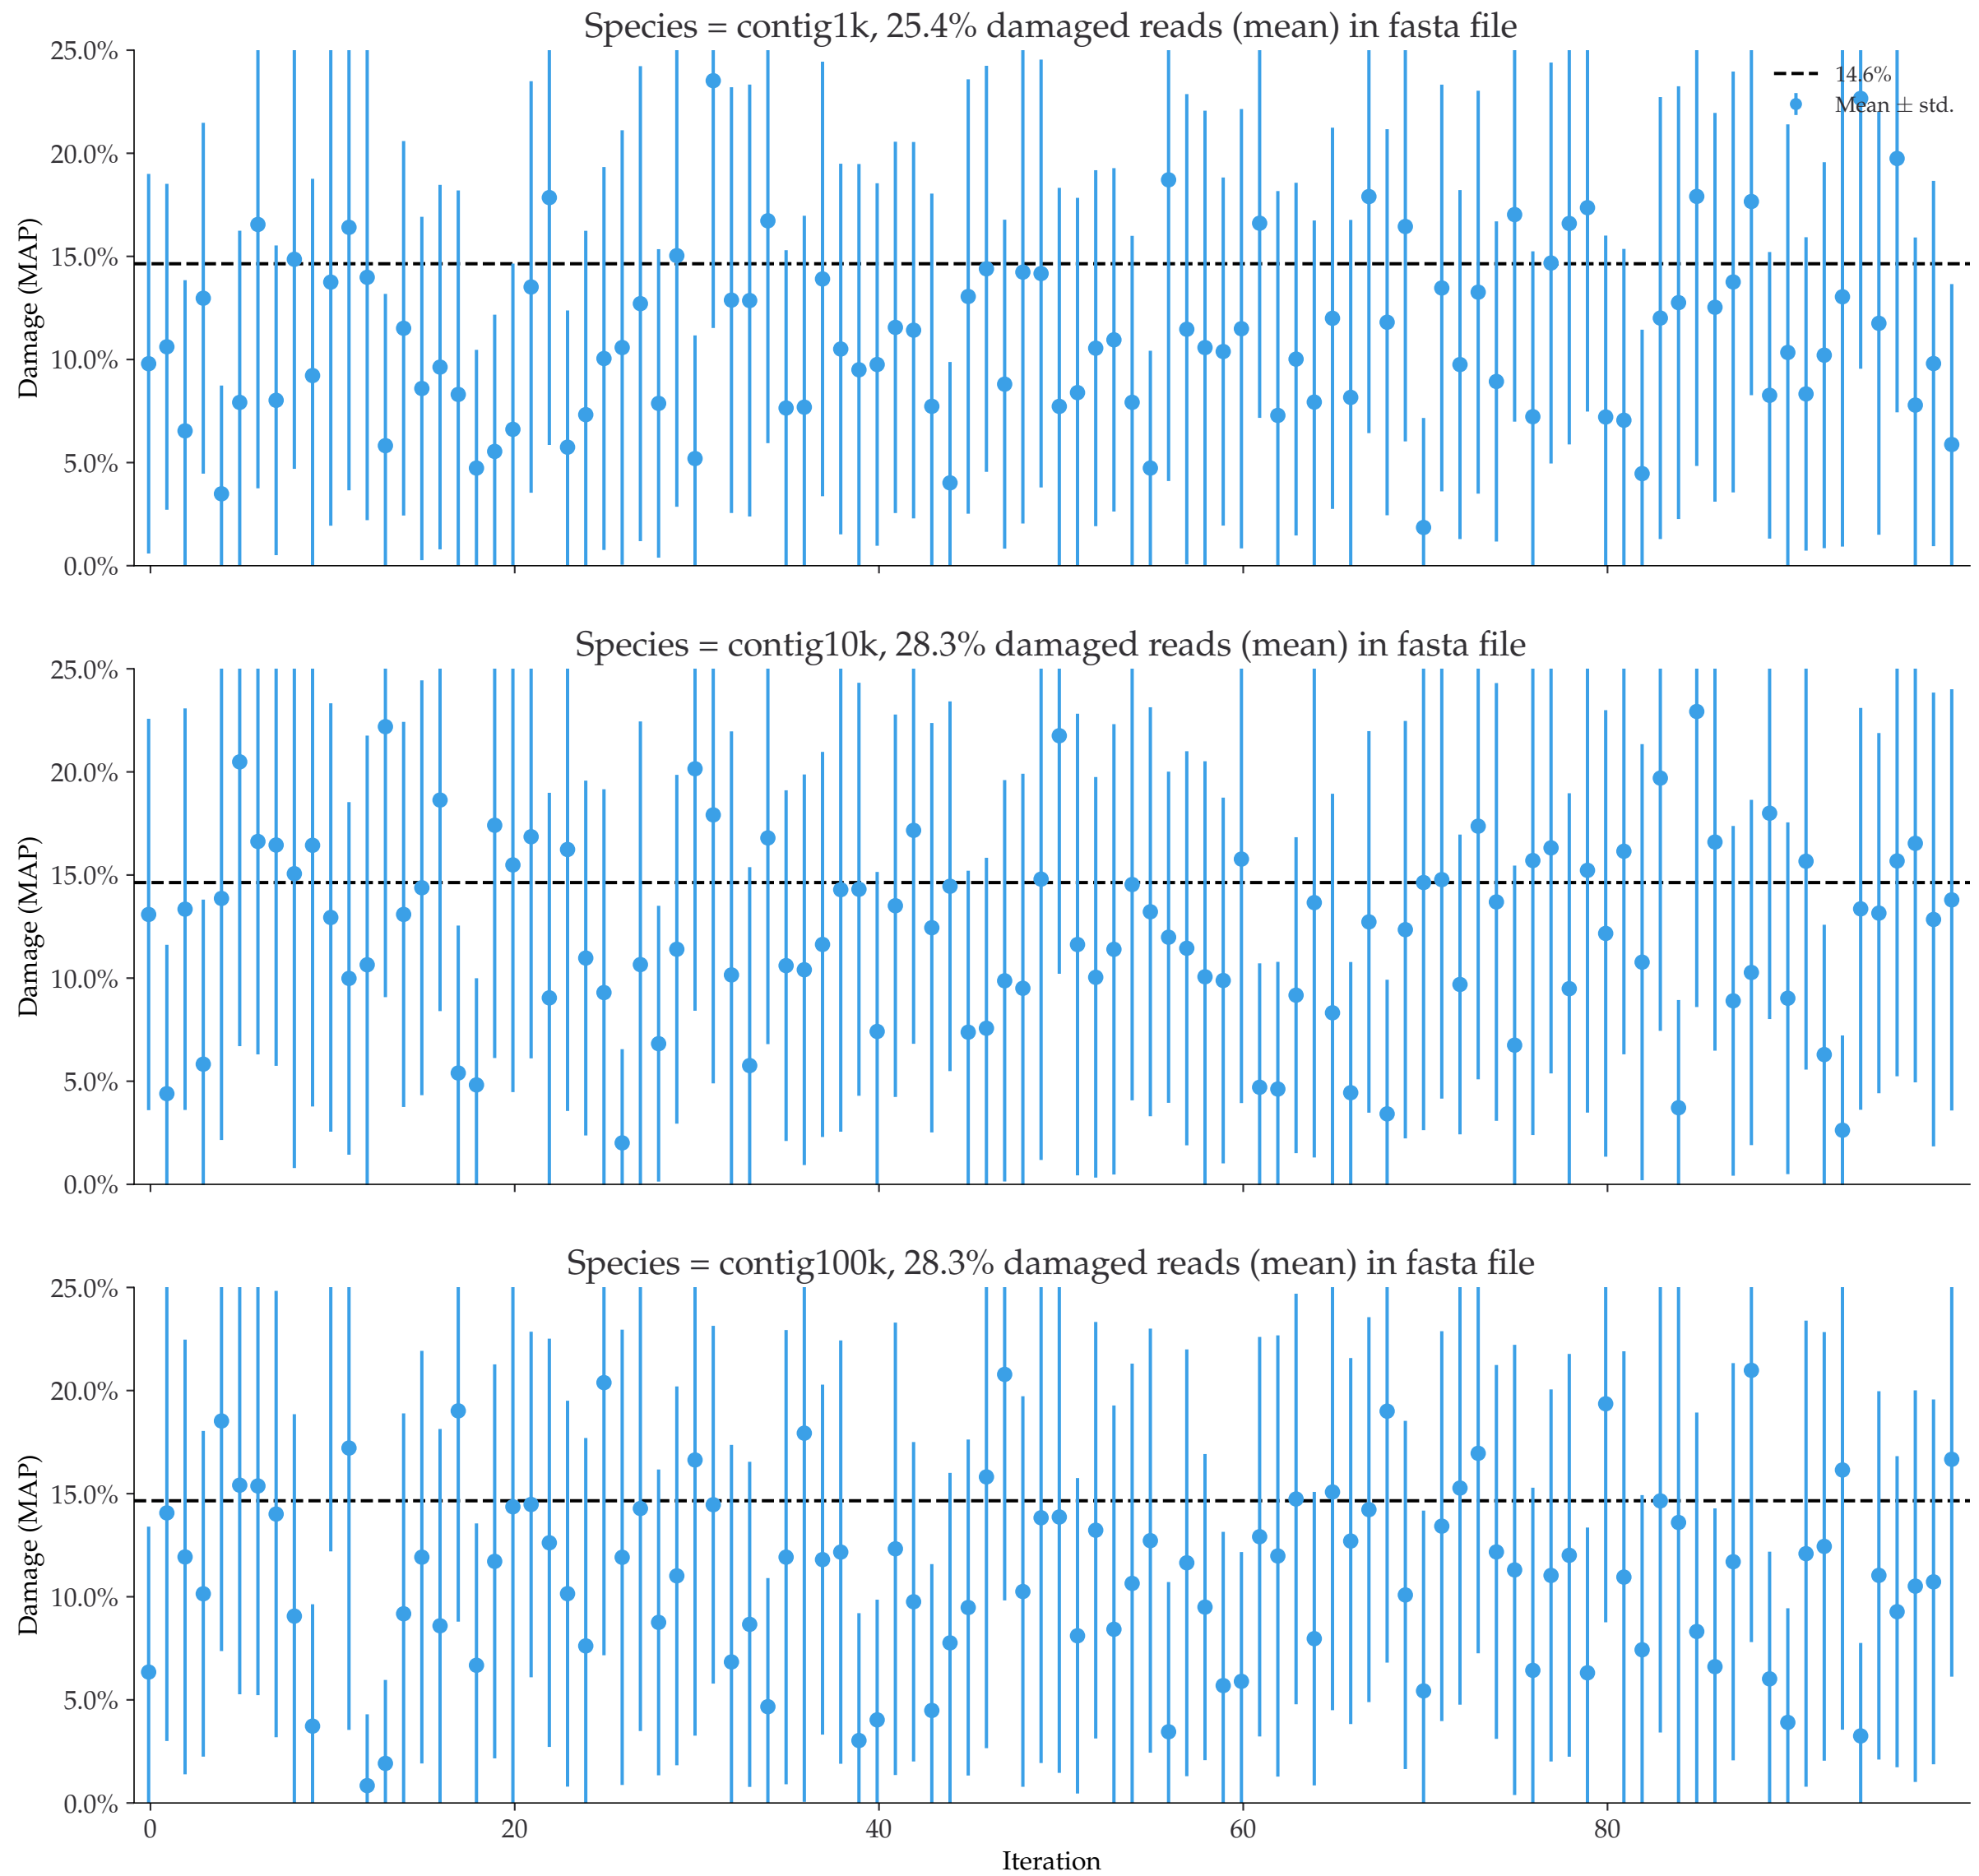 Species = contig1k, 25.4% damaged reads (mean) in fasta file
25.0%
20.0%
15.0%
10.0%
5.0%
0.0%
Damage (MAP)
14.6%
Mean ± std.
Species = contig10k, 28.3% damaged reads (mean) in fasta file
25.0%
20.0%
15.0%
10.0%
5.0%
0.0%
Damage (MAP)
Species = contig100k, 28.3% damaged reads (mean) in fasta file
25.0%
20.0%
15.0%
10.0%
5.0%
0.0%
Damage (MAP)
0 20 40 60 80
Iteration